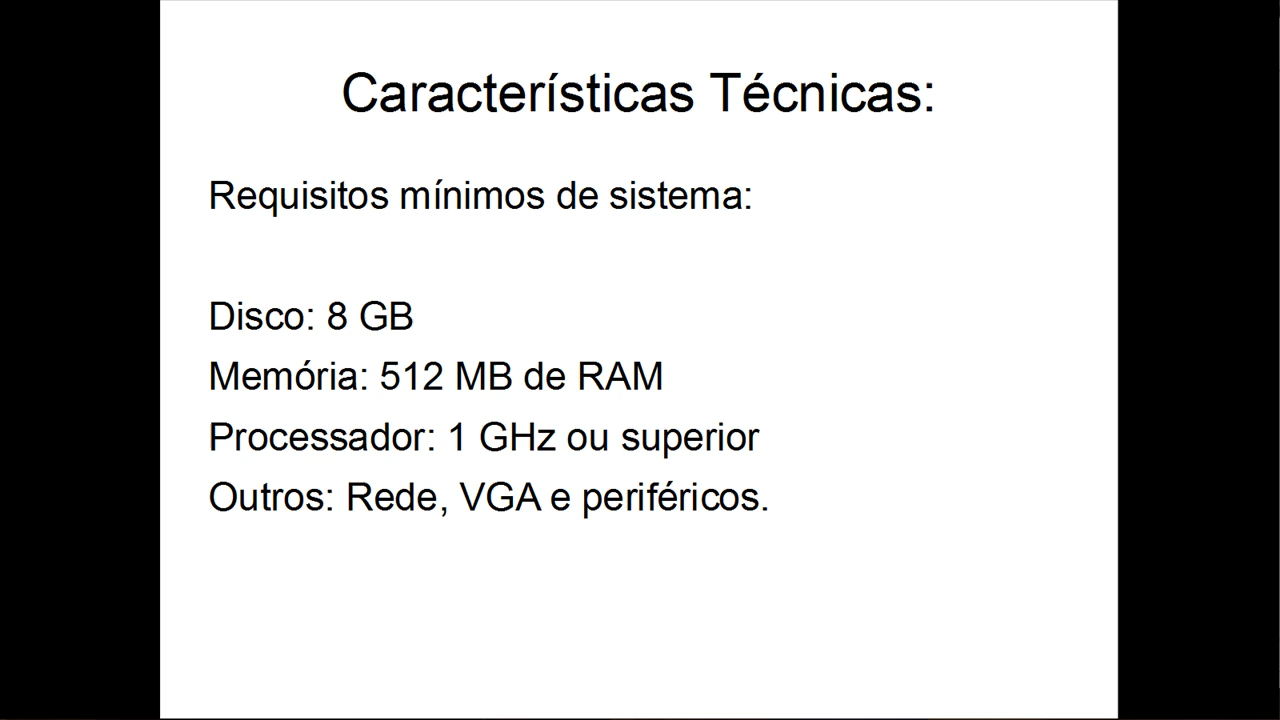 Características Técnicas:
Requisitos mínimos de sistema:
Disco: 8 GB
Memória: 512 MB de RAM
Processador: 1 GHz ou superior
Outros: Rede, VGA e periféricos.